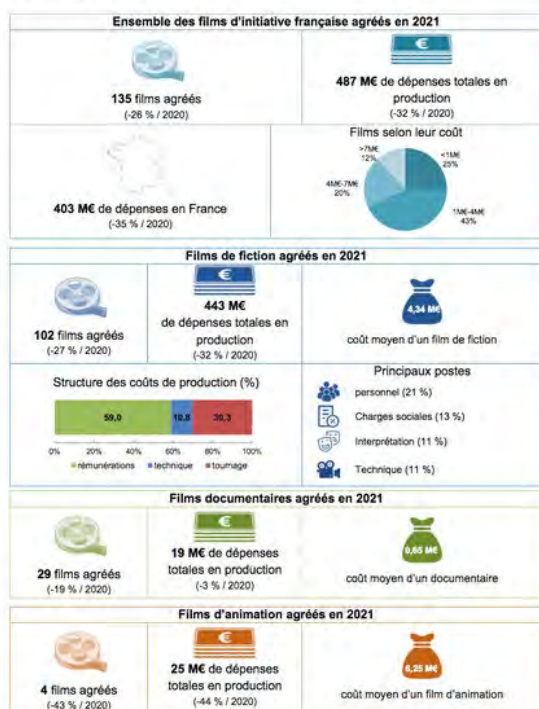 Ensemble des films d'initiative française agréés en 2021
135 films agréés
(-26 % / 2020)
487 M€ de dépenses totales en
production
(-32 % / 2020)
403 M€ de dépenses en France
(-35 % / 2020)
Films selon leur coût
>7M€
12%
<1M€
25%
4M€-7M€
20%
1M€-4M€
43%
Films de fiction agréés en 2021
102 films agréés
(-27 % / 2020)
€
443 M€
de dépenses totales en
production
(-32 % / 2020)
4,34 M€
coût moyen d'un film de fiction
Structure des coûts de production (%)
59,0 10,8 30,3
0% 20% 40% 60% 80% 100%
rémunérations technique tournage
Principaux postes
personnel (21 %)
Charges sociales (13 %)
Interprétation (11 %)
Technique (11 %)
Films documentaires agréés en 2021
29 films agréés
(-19 % / 2020)
€
19 M€ de dépenses
totales en production
(-3 % / 2020)
0,65 M€
coût moyen d'un documentaire
Films d'animation agréés en 2021
4 films agréés
(-43 % / 2020)
€
25 M€ de dépenses
totales en production
(-44 % / 2020)
6,25 M€
coût moyen d'un film d'animation